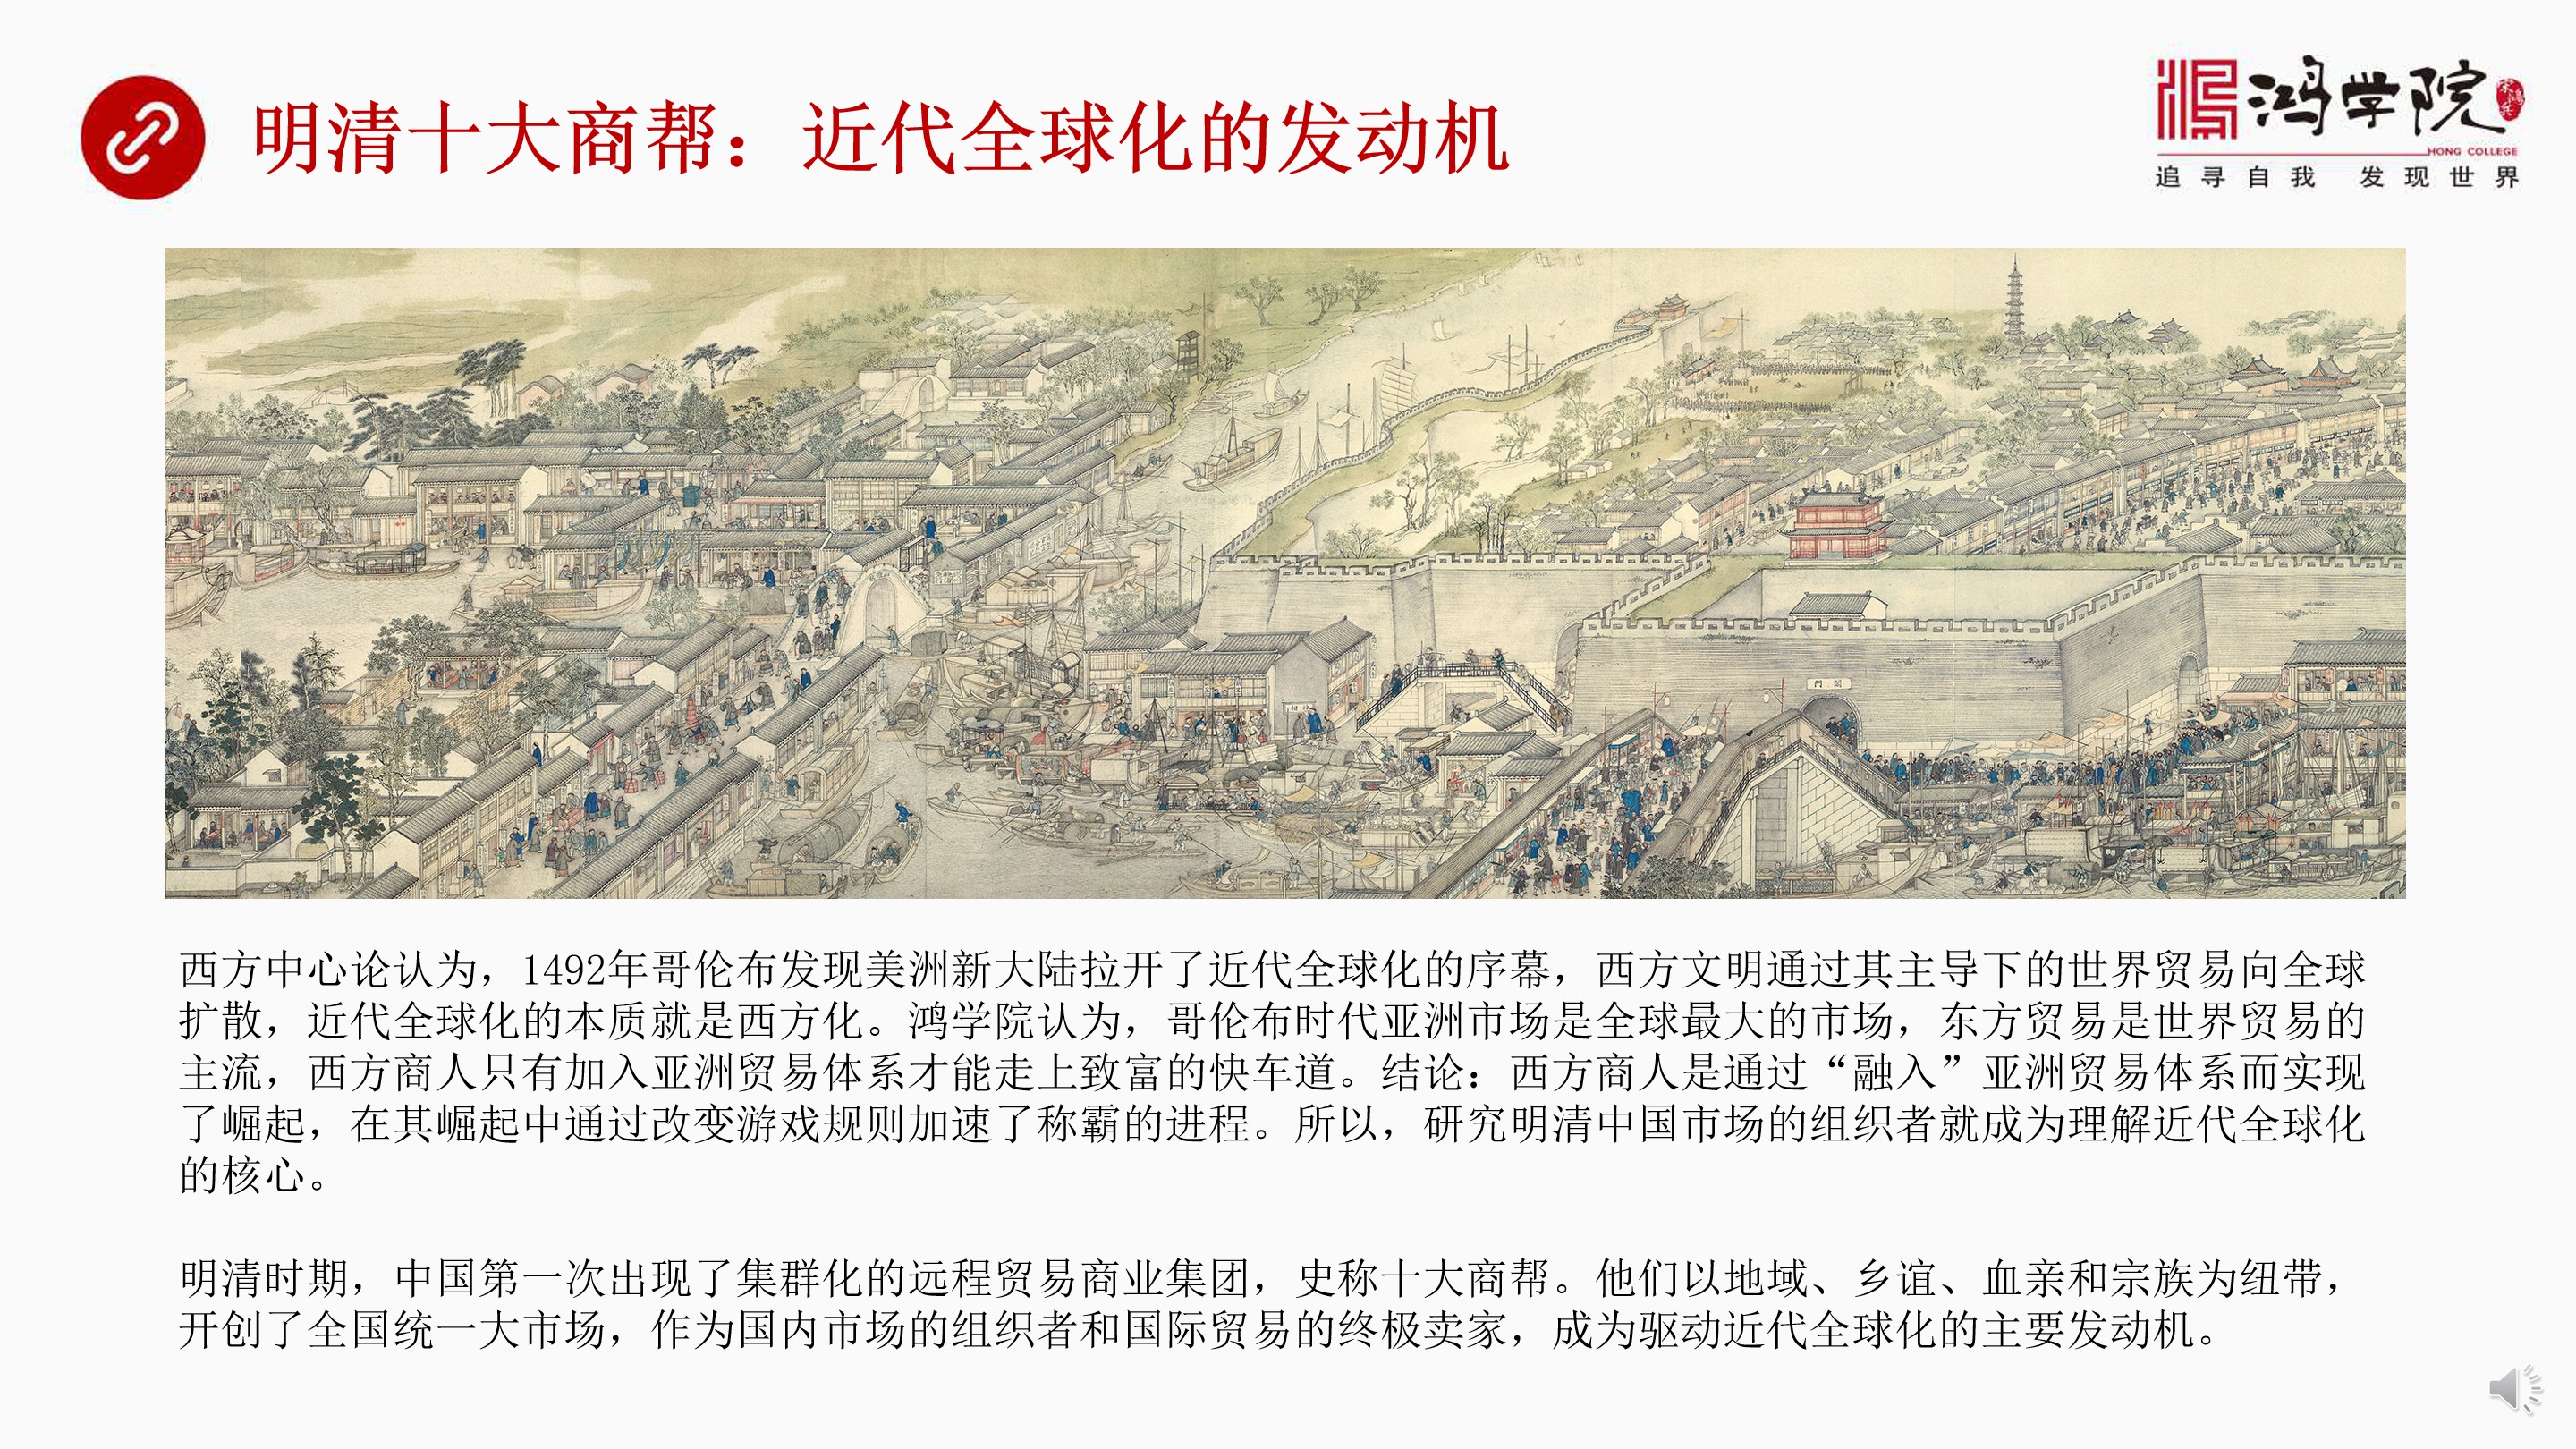 明清十大商帮：近代全球化的发动机
鸿学院
HONG COLLEGE
追寻自我 发现世界
西方中心论认为，1492年哥伦布发现美洲新大陆拉开了近代全球化的序幕，西方文明通过其主导下的世界贸易向全球
扩散，近代全球化的本质就是西方化。鸿学院认为，哥伦布时代亚洲市场是全球最大的市场，东方贸易是世界贸易的
主流，西方商人只有加入亚洲贸易体系才能走上致富的快车道。结论：西方商人是通过“融入”亚洲贸易体系而实现
了崛起，在其崛起中通过改变游戏规则加速了称霸的进程。所以，研究明清中国市场的组织者就成为理解近代全球化
的核心。
明清时期，中国第一次出现了集群化的远程贸易商业集团，史称十大商帮。他们以地域、乡谊、血亲和宗族为纽带，
开创了全国统一大市场，作为国内市场的组织者和国际贸易的终极卖家，成为驱动近代全球化的主要发动机。